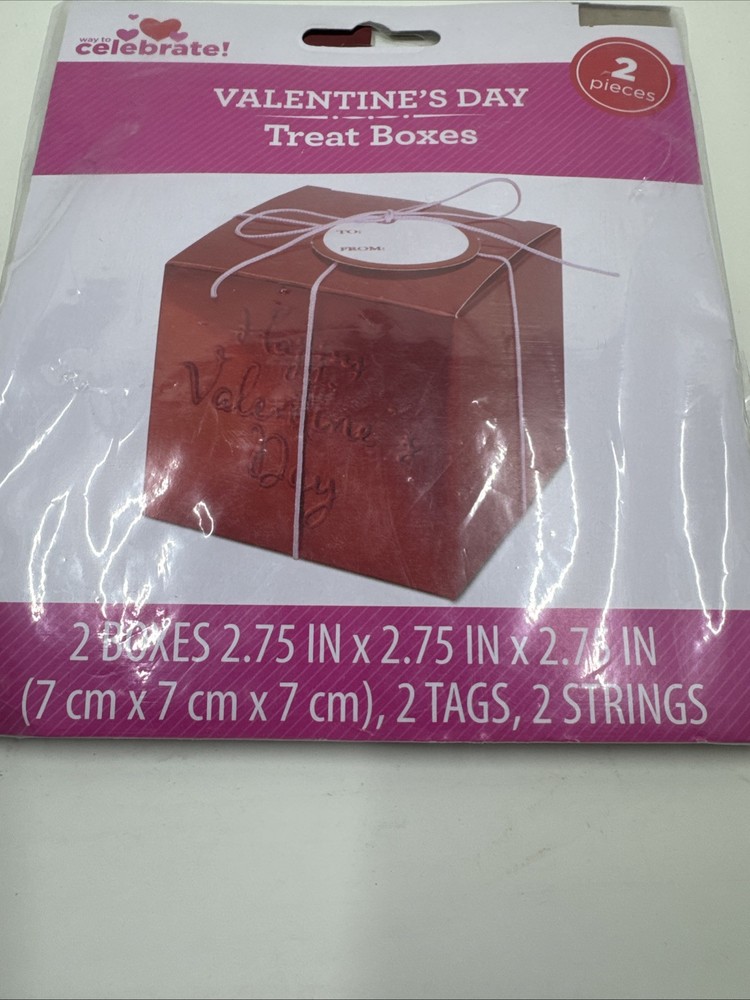 way to
celebrate!
2
pieces
VALENTINE'S DAY
Treat Boxes
TO:
FROM:
Happy
Valentine's
Day
2 BOXES 2.75 IN x 2.75 IN x 2.75 IN
(7 cm x 7 cm x 7 cm), 2 TAGS, 2 STRINGS